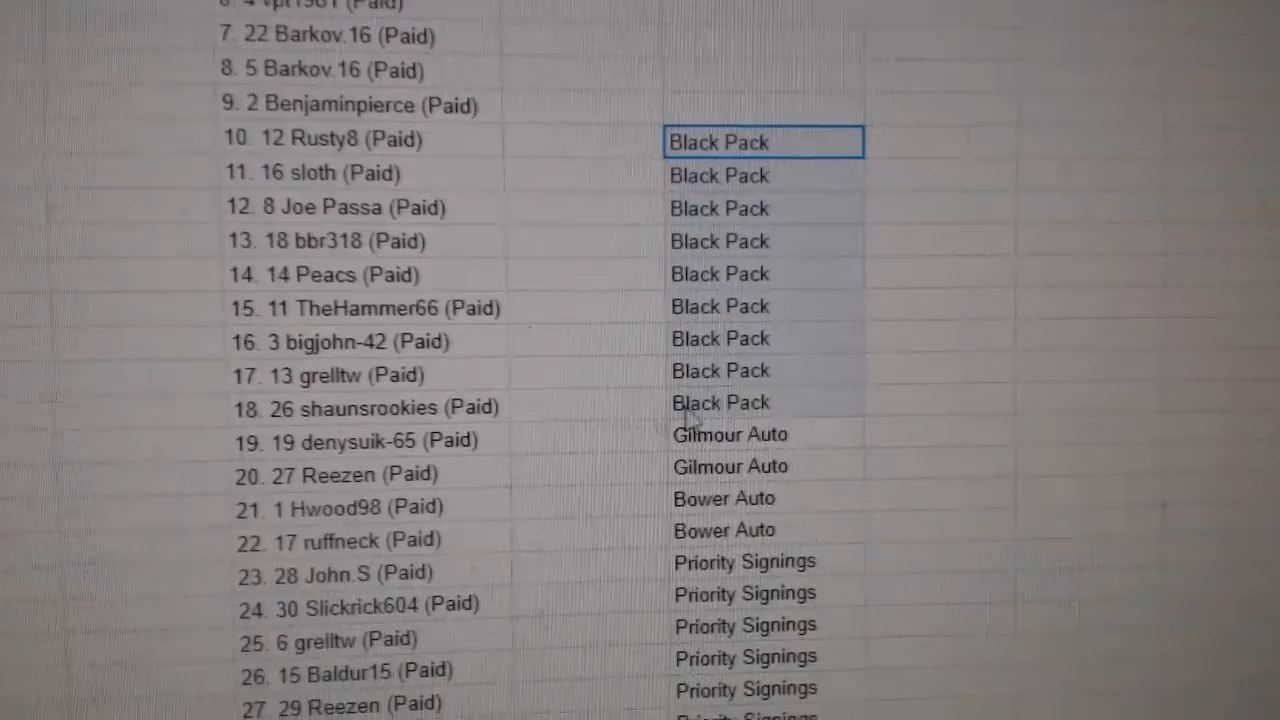 (Paid)
7. 22 Barkov.16 (Paid)
8. 5 Barkov.16 (Paid)
9. 2 Benjaminpierce (Paid)
10. 12 Rusty8 (Paid) Black Pack
11. 16 sloth (Paid) Black Pack
12. 8 Joe Passa (Paid) Black Pack
13. 18 bbr318 (Paid) Black Pack
14. 14 Peacs (Paid) Black Pack
15. 11 TheHammer66 (Paid) Black Pack
16. 3 bigjohn-42 (Paid) Black Pack
17. 13 grelltw (Paid) Black Pack
18. 26 shaunsrookies (Paid) Black Pack
19. 19 denysuik-65 (Paid) Gilmour Auto
20. 27 Reezen (Paid) Gilmour Auto
21. 1 Hwood98 (Paid) Bower Auto
22. 17 ruffneck (Paid) Bower Auto
23. 28 John.S (Paid) Priority Signings
24. 30 Slickrick604 (Paid) Priority Signings
25. 6 grelltw (Paid) Priority Signings
26. 15 Baldur15 (Paid) Priority Signings
27. 29 Reezen (Paid) Priority Signings